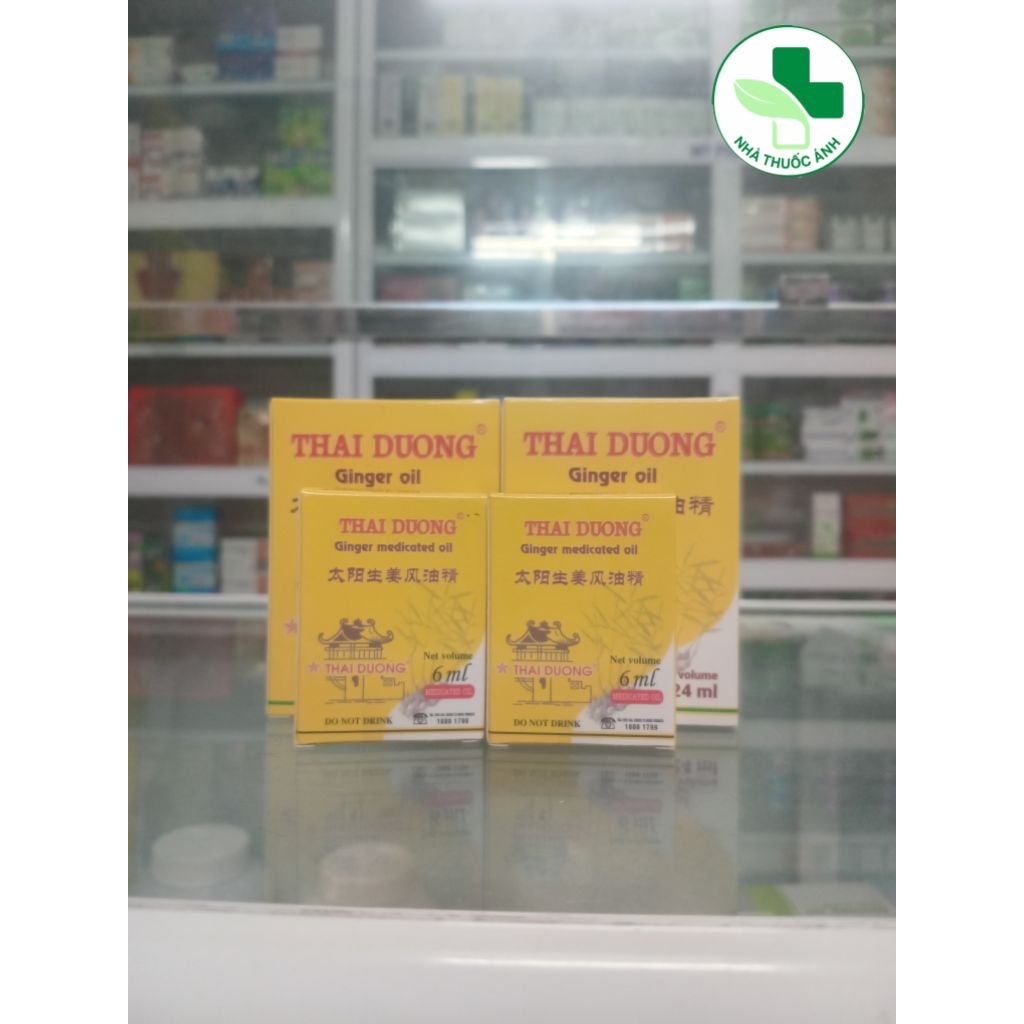 NHÀ THUỐC ÁNH
THAI DUONG®
Ginger oil
THAI DUONG®
Ginger oil
油精
volume
24 ml
THAI DUONG®
Ginger medicated oil
太阳生姜风油精
THAI DUONG®
Net volume
6 ml
MEDICATED OIL
DO NOT DRINK
1800 1799
THAI DUONG®
Ginger medicated oil
太阳生姜风油精
THAI DUONG®
Net volume
6 ml
MEDICATED OIL
DO NOT DRINK
1800 1799